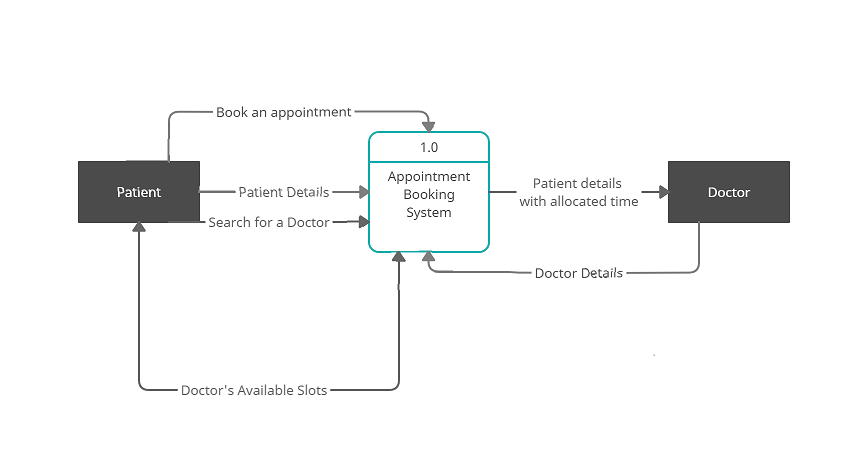 Book an appointment
1.0
Appointment
Booking
System
Patient
Patient Details
Search for a Doctor
Patient details
with allocated time
Doctor
Doctor Details
Doctor's Available Slots